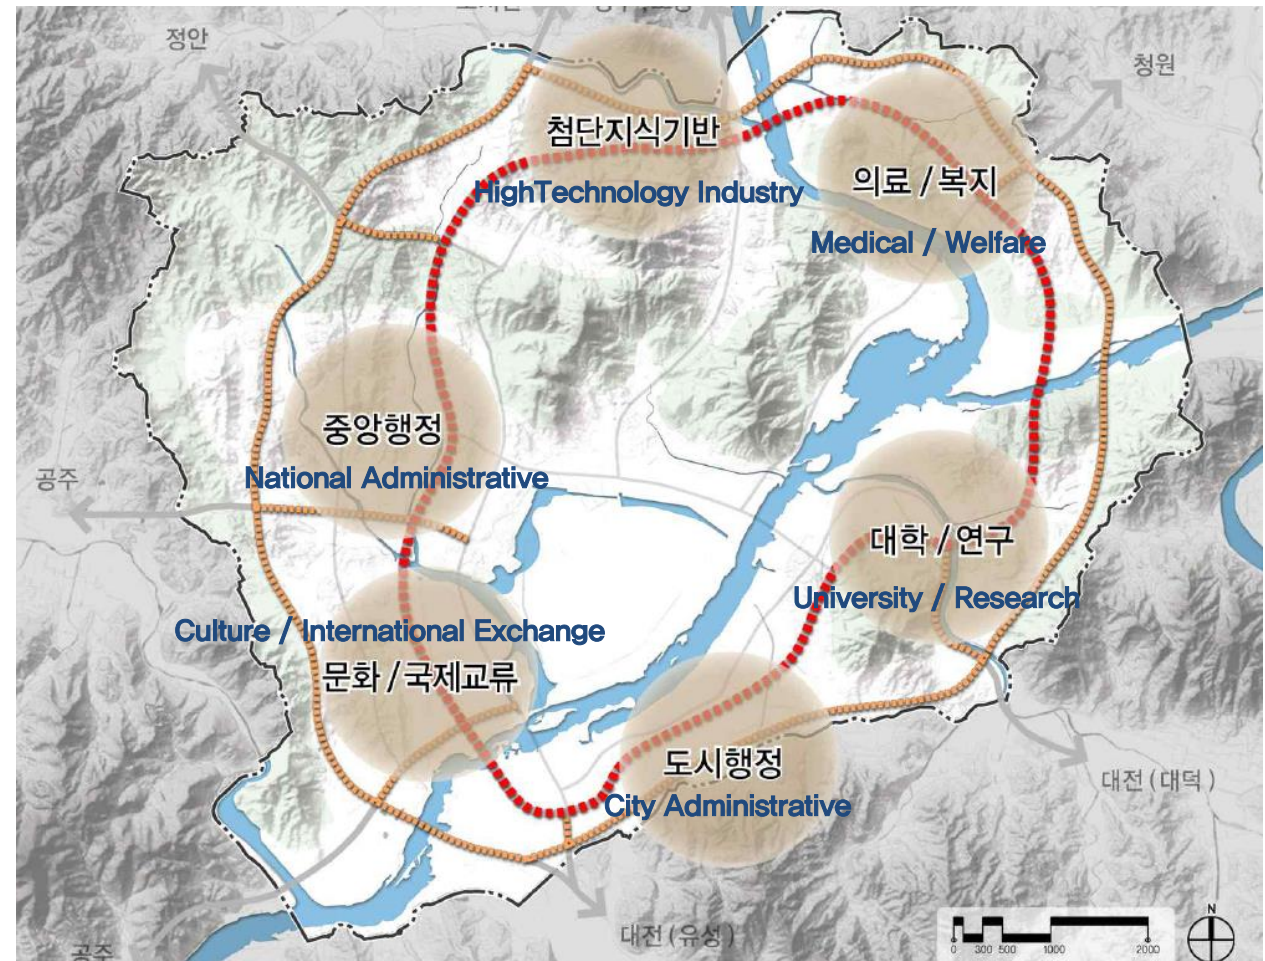 정안
청원
첨단지식기반
HighTechnology Industry
의료 / 복지
Medical / Welfare
중앙행정
National Administrative
공주
대학 / 연구
University / Research
Culture / International Exchange
문화 / 국제교류
도시행정
City Administrative
대전 ( 대덕 )
대전 ( 유성 )
공주
N
0 300 500 1000 2000